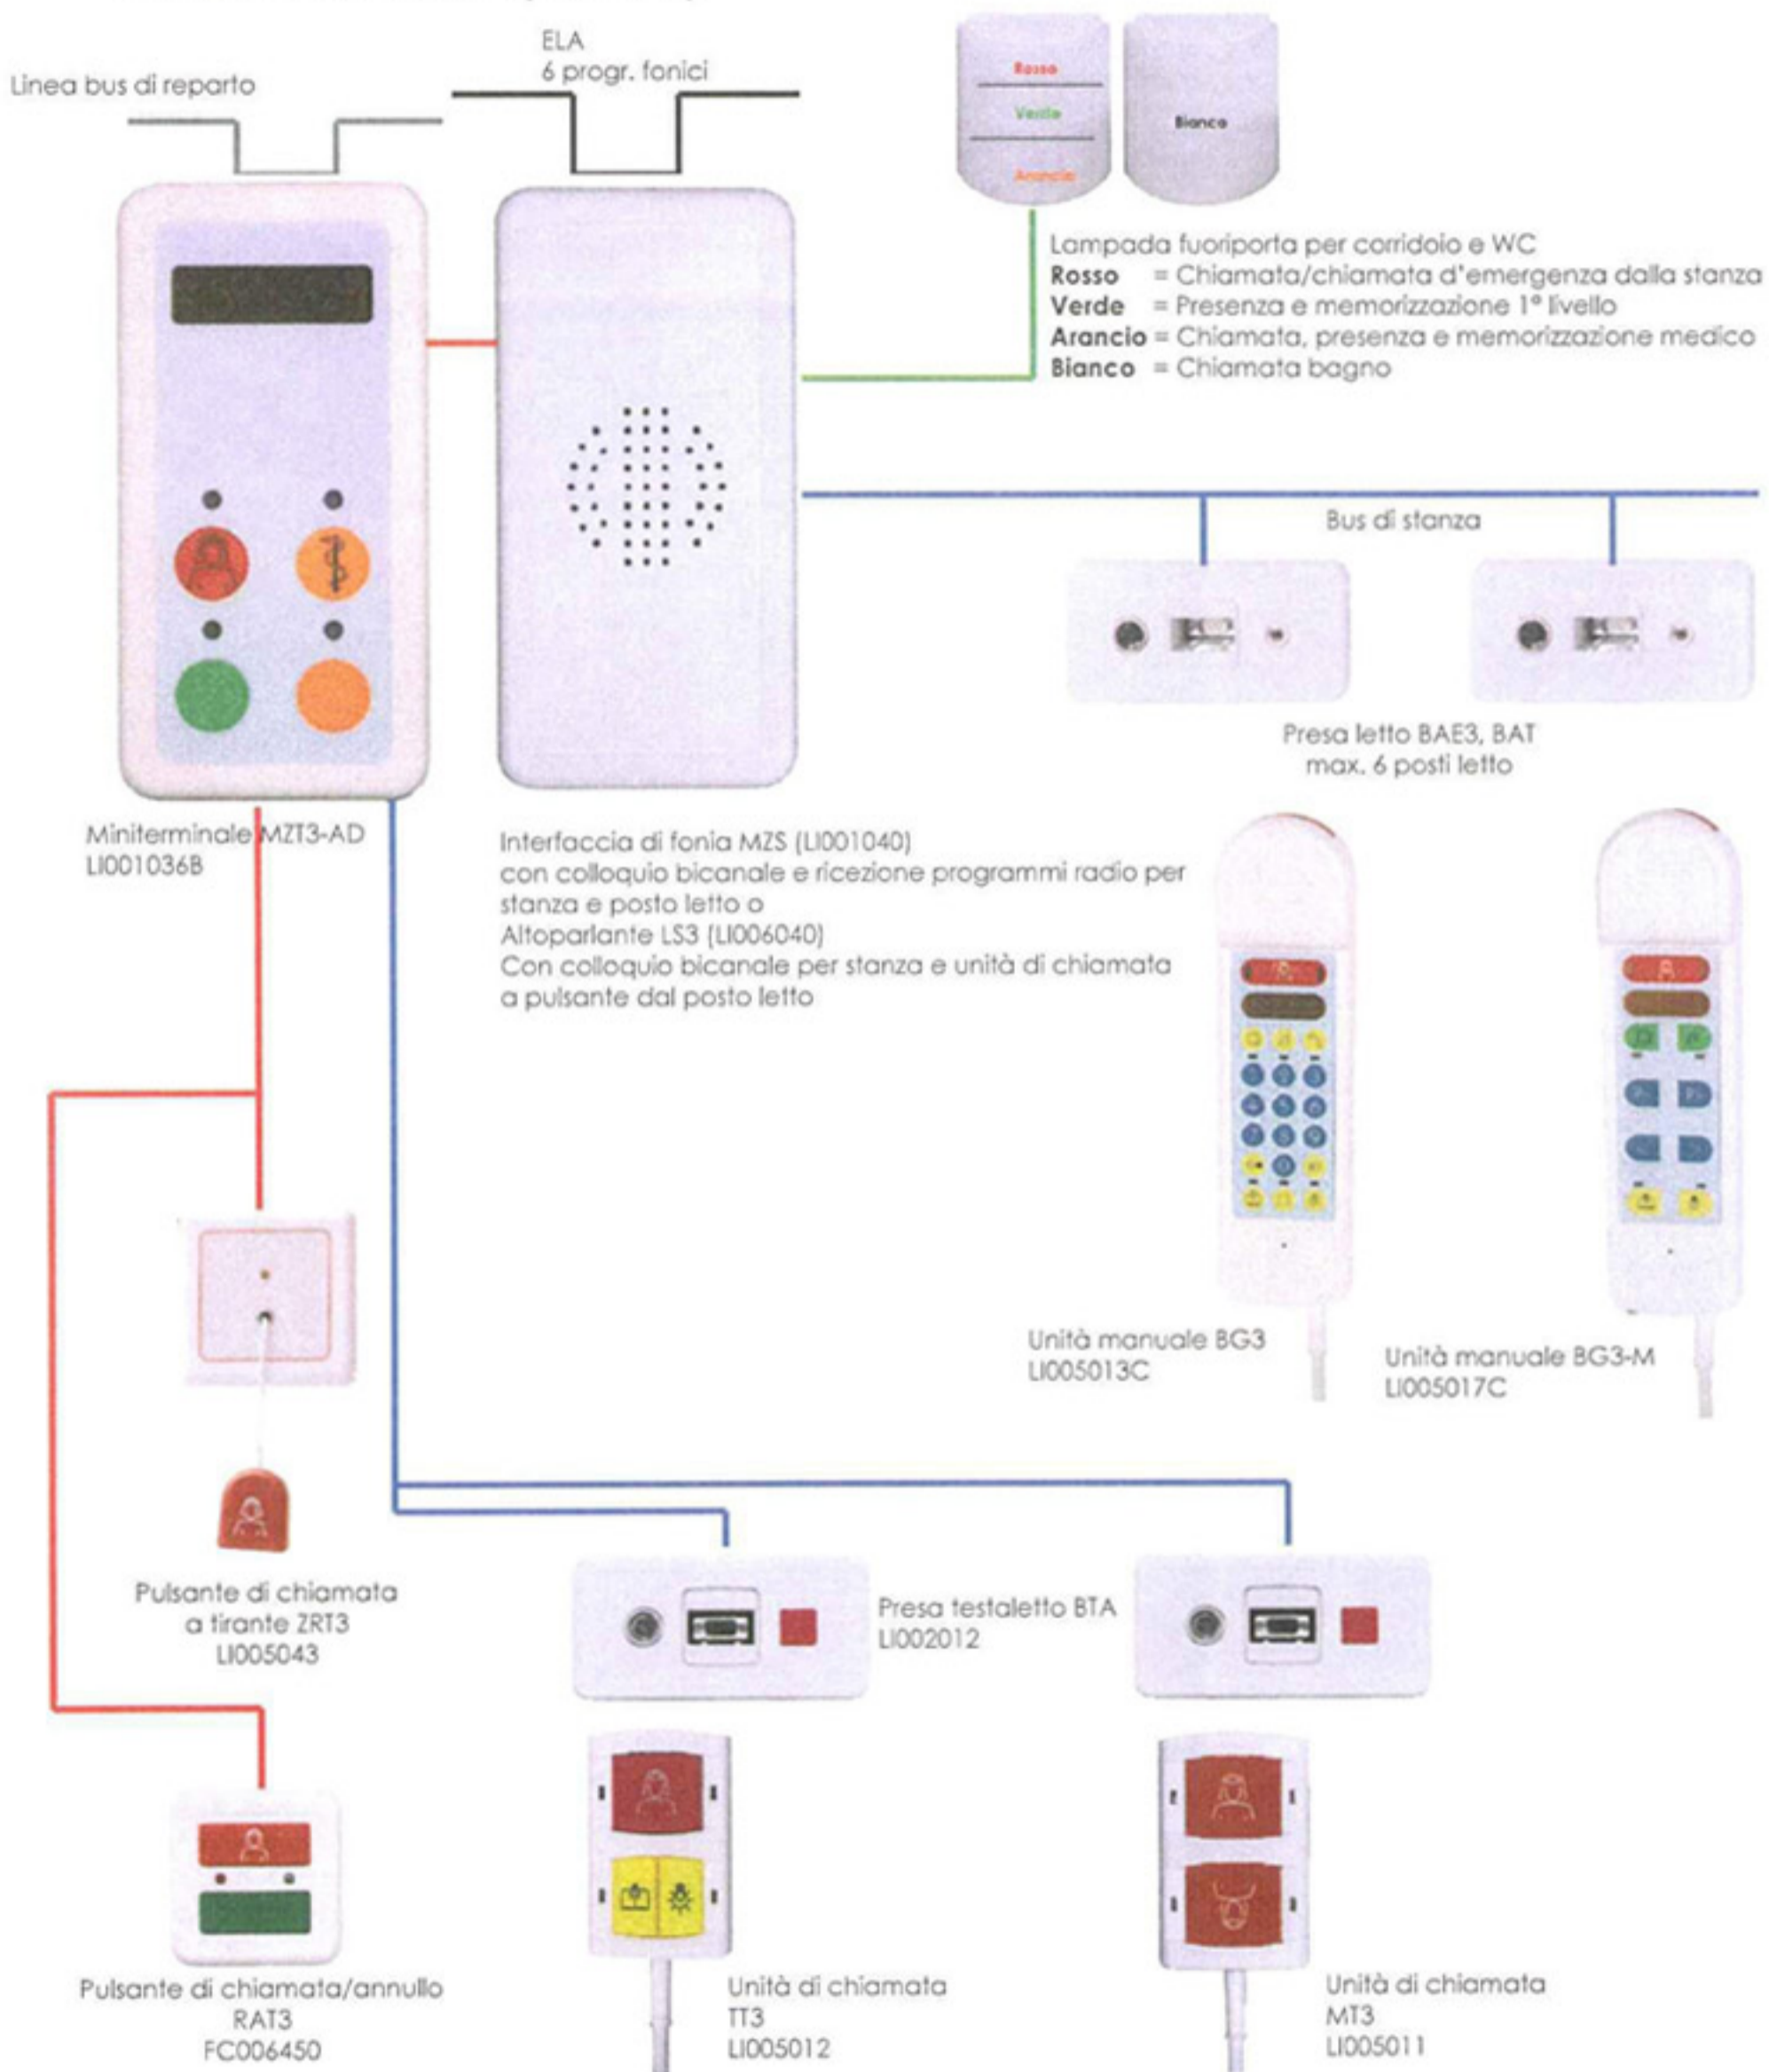 ELA
6 progr. fonici
Linea bus di reparto
Rosso
Verde
Arancio
Bianco
Lampada fuoriporta per corridoio e WC
Rosso = Chiamata/chiamata d'emergenza dalla stanza
Verde = Presenza e memorizzazione 1° livello
Arancio = Chiamata, presenza e memorizzazione medico
Bianco = Chiamata bagno
Bus di stanza
Presa letto BAE3, BAT
max. 6 posti letto
Miniterminale MZT3-AD
LI001036B
Interfaccia di fonia MZS (LI001040)
con colloquio bicanale e ricezione programmi radio per
stanza e posto letto o
Altoparlante LS3 (LI006040)
Con colloquio bicanale per stanza e unità di chiamata
a pulsante dal posto letto
Unità manuale BG3
LI005013C
Unità manuale BG3-M
LI005017C
Pulsante di chiamata
a tirante ZRT3
LI005043
Presa testaletto BTA
LI002012
Pulsante di chiamata/annullo
RAT3
FC006450
Unità di chiamata
TT3
LI005012
Unità di chiamata
MT3
LI005011